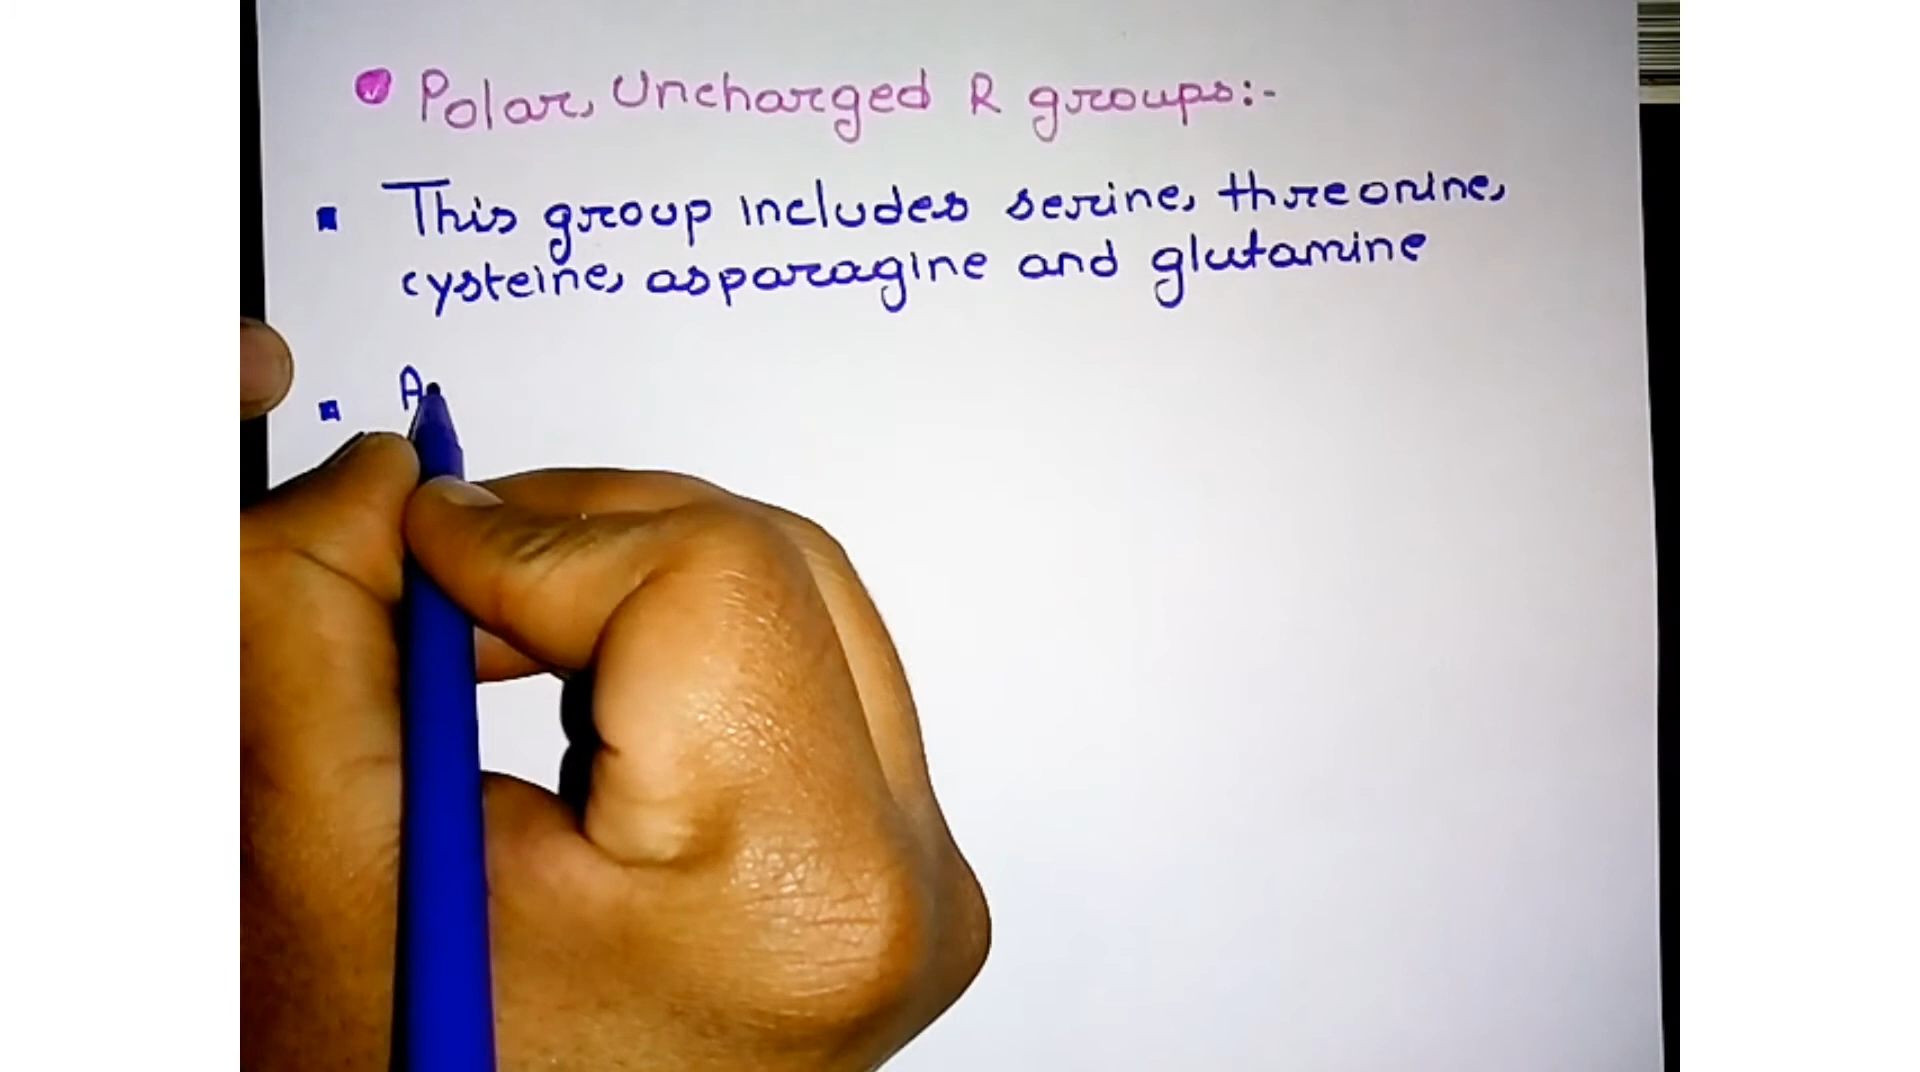 Polar, Uncharged R groups:-
This group includes serine, threonine,
cysteine, asparagine and glutamine
A